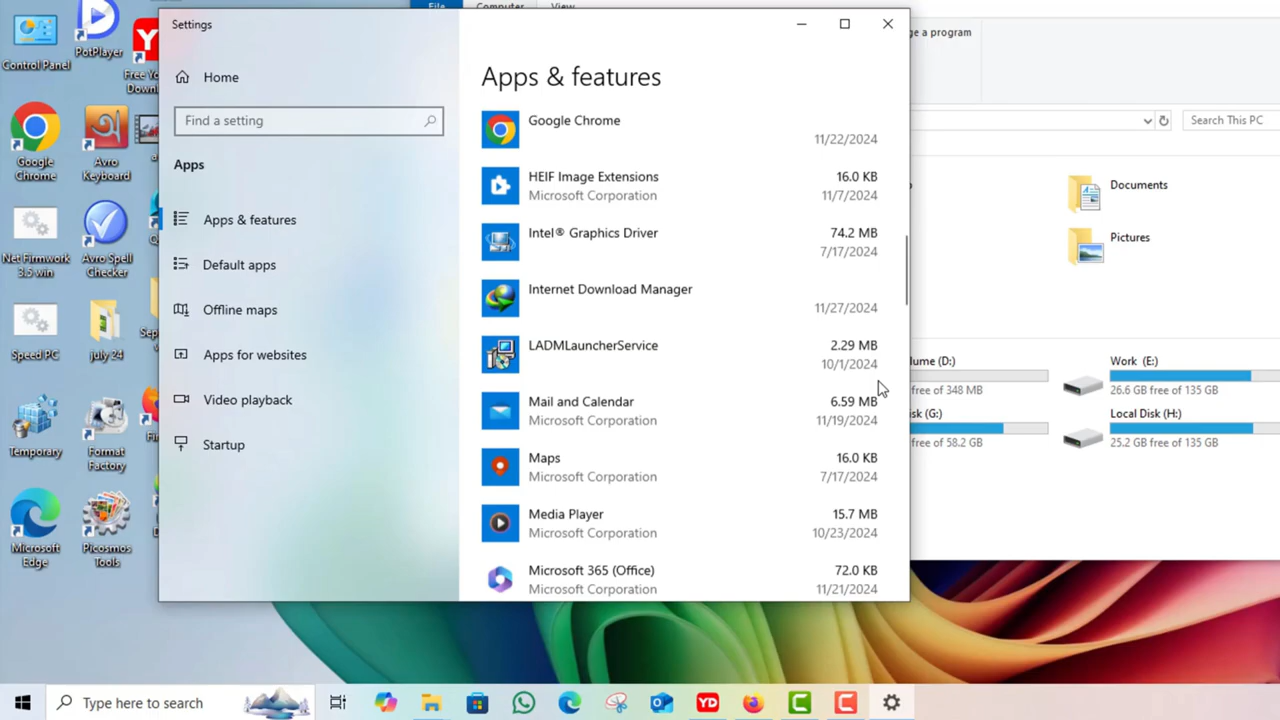 File
Computer
View
Settings
ge a program
Home
Find a setting
Apps
Apps & features
Default apps
Offline maps
Apps for websites
Video playback
Startup
Apps & features
Google Chrome
11/22/2024
HEIF Image Extensions
16.0 KB
Microsoft Corporation
11/7/2024
Intel® Graphics Driver
74.2 MB
7/17/2024
Internet Download Manager
11/27/2024
LADMLauncherService
2.29 MB
10/1/2024
Mail and Calendar
6.59 MB
Microsoft Corporation
11/19/2024
Maps
16.0 KB
Microsoft Corporation
7/17/2024
Media Player
15.7 MB
Microsoft Corporation
10/23/2024
Microsoft 365 (Office)
72.0 KB
Microsoft Corporation
11/21/2024
Search This PC
Documents
Pictures
lume (D:)
free of 348 MB
Work (E:)
26.6 GB free of 135 GB
sk (G:)
free of 58.2 GB
Local Disk (H:)
25.2 GB free of 135 GB
Control Panel
PotPlayer
Free Yo
Downl
Google
Chrome
Avro
Keyboard
Net Firmwork
3.5 win
Avro Spell
Checker
Speed PC
july 24
Sep
Temporary
Format
Factory
Fir
Microsoft
Edge
Picosmos
Tools
D
Type here to search
YD